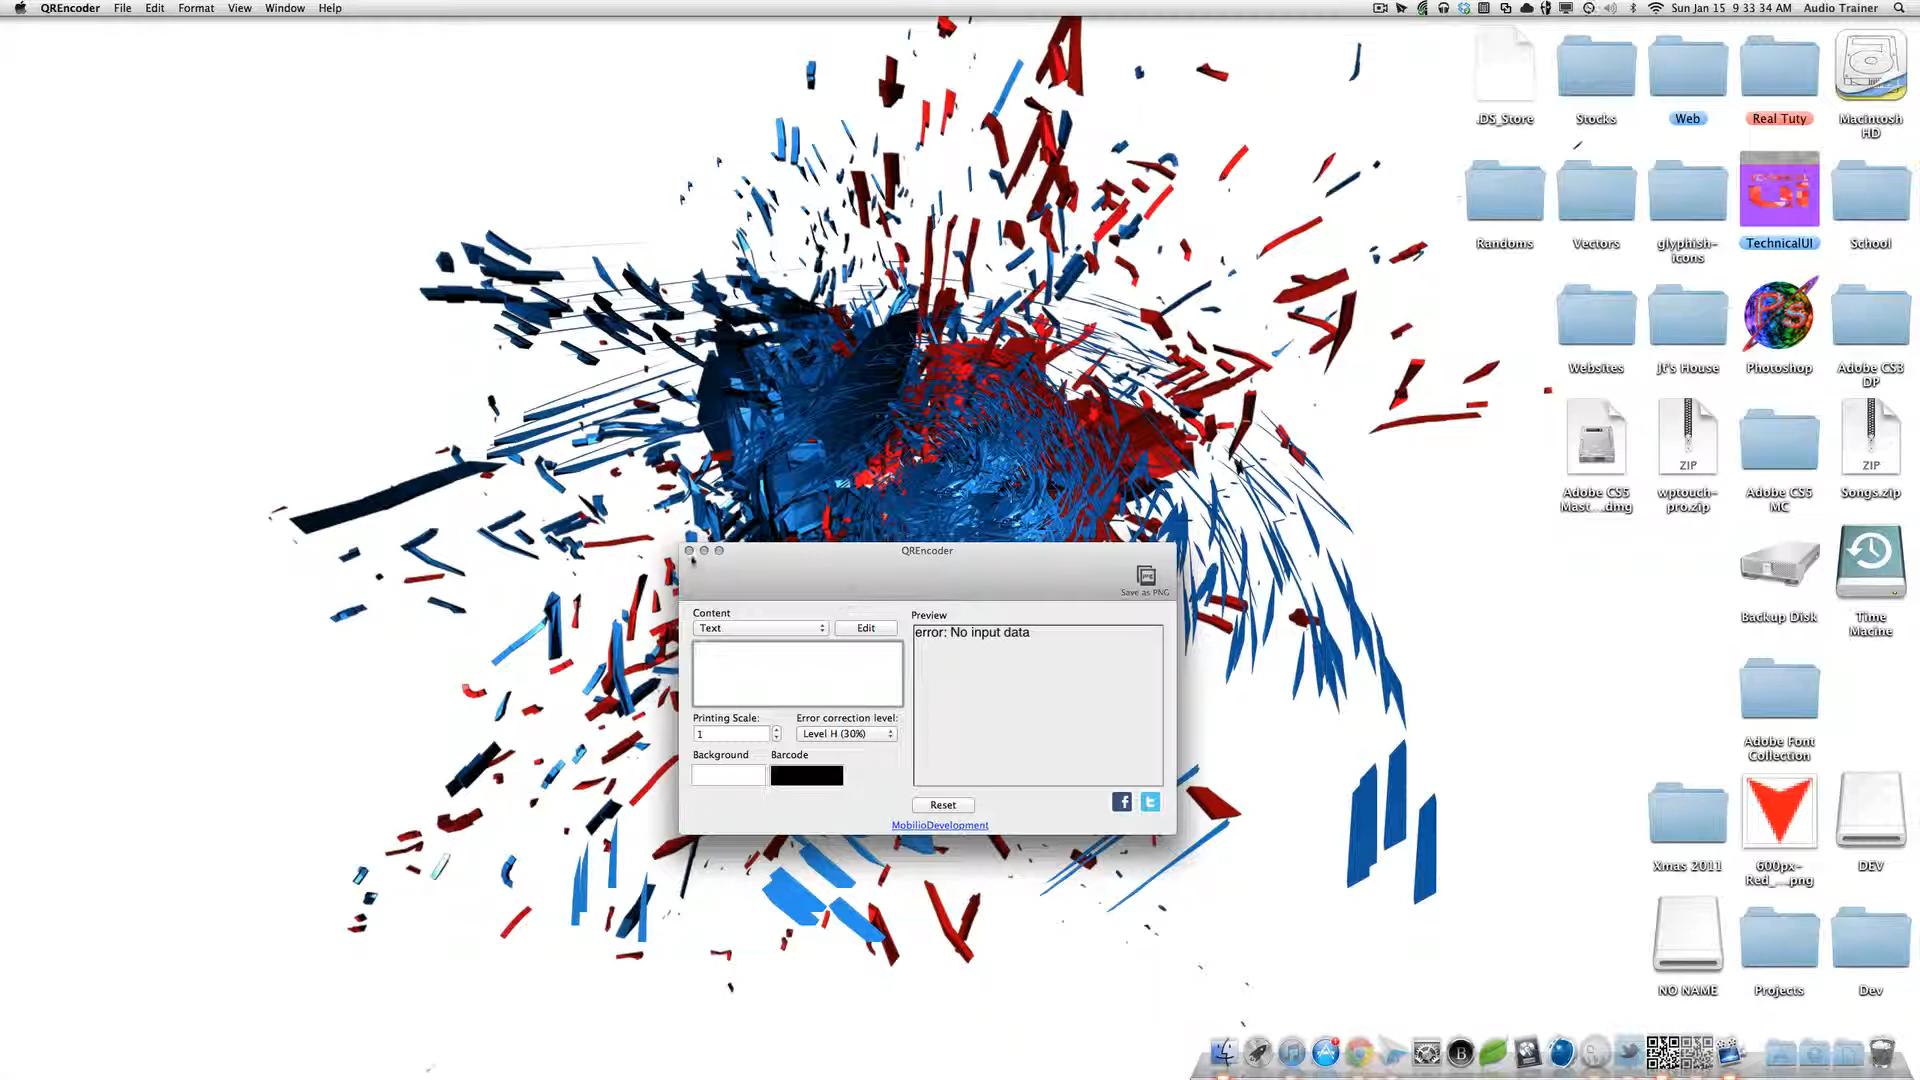 QREncoder File Edit Format View Window Help
Sun Jan 15 9 33 34 AM Audio Trainer
.DS_Store
Stocks
Web
Real Tuty
Macintosh
HD
Randoms
Vectors
glyphish-
icons
TechnicalUI
School
Websites
Jt's House
Ps
Photoshop
Adobe CS3
DP
ZIP
ZIP
Adobe CS5
Mast....dmg
wptouch-
pro.zip
Adobe CS5
MC
Songs.zip
Backup Disk
Time
Macine
Adobe Font
Collection
Xmas 2011
600px-
Red_....png
DEV
NO NAME
Projects
Dev
QREncoder
png
Save as PNG
Content
Text
Edit
Preview
error: No input data
Printing Scale:
Error correction level:
1
Level H (30%)
Background
Barcode
Reset
MobilioDevelopment